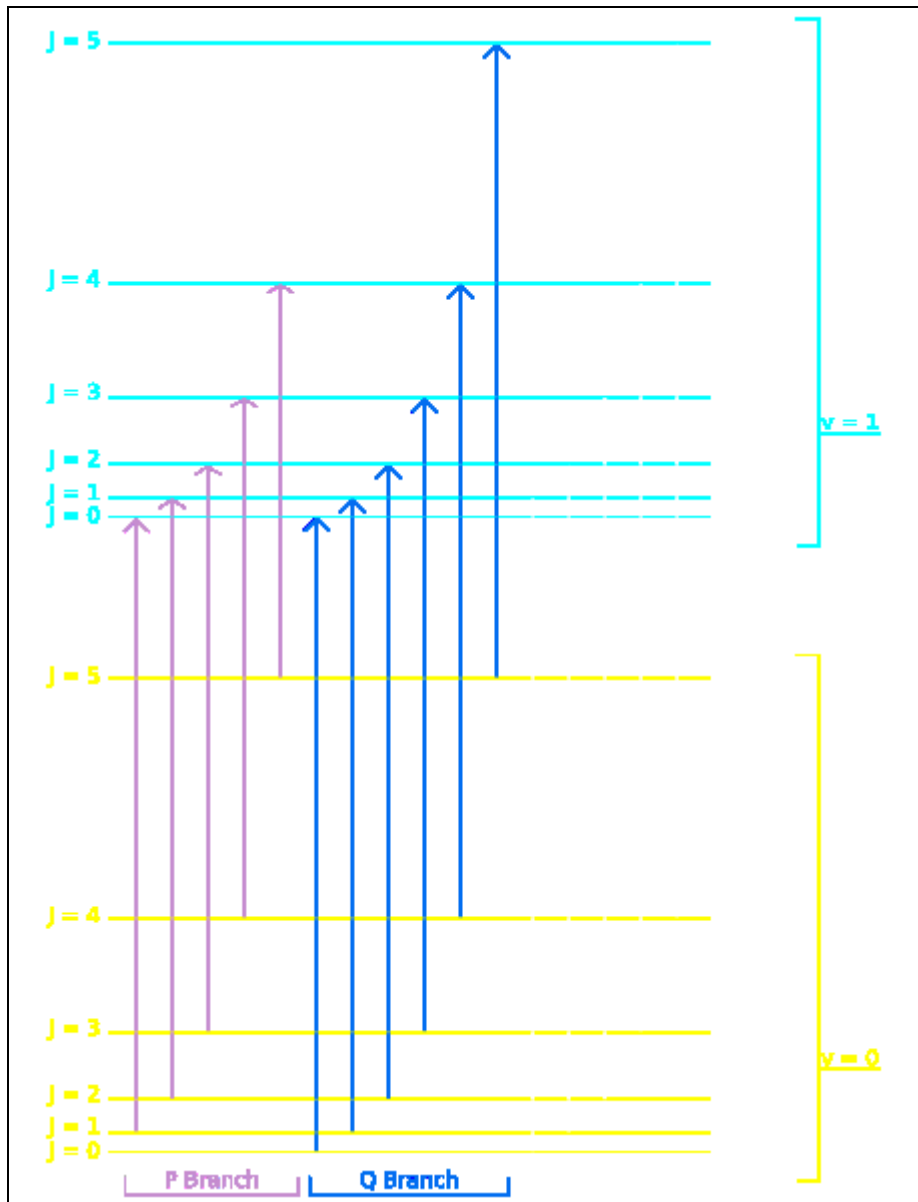 J = 5
J = 4
J = 3
J = 2
J = 1
J = 0
v = 1
J = 5
J = 4
J = 3
J = 2
J = 1
J = 0
v = 0
P Branch
Q Branch